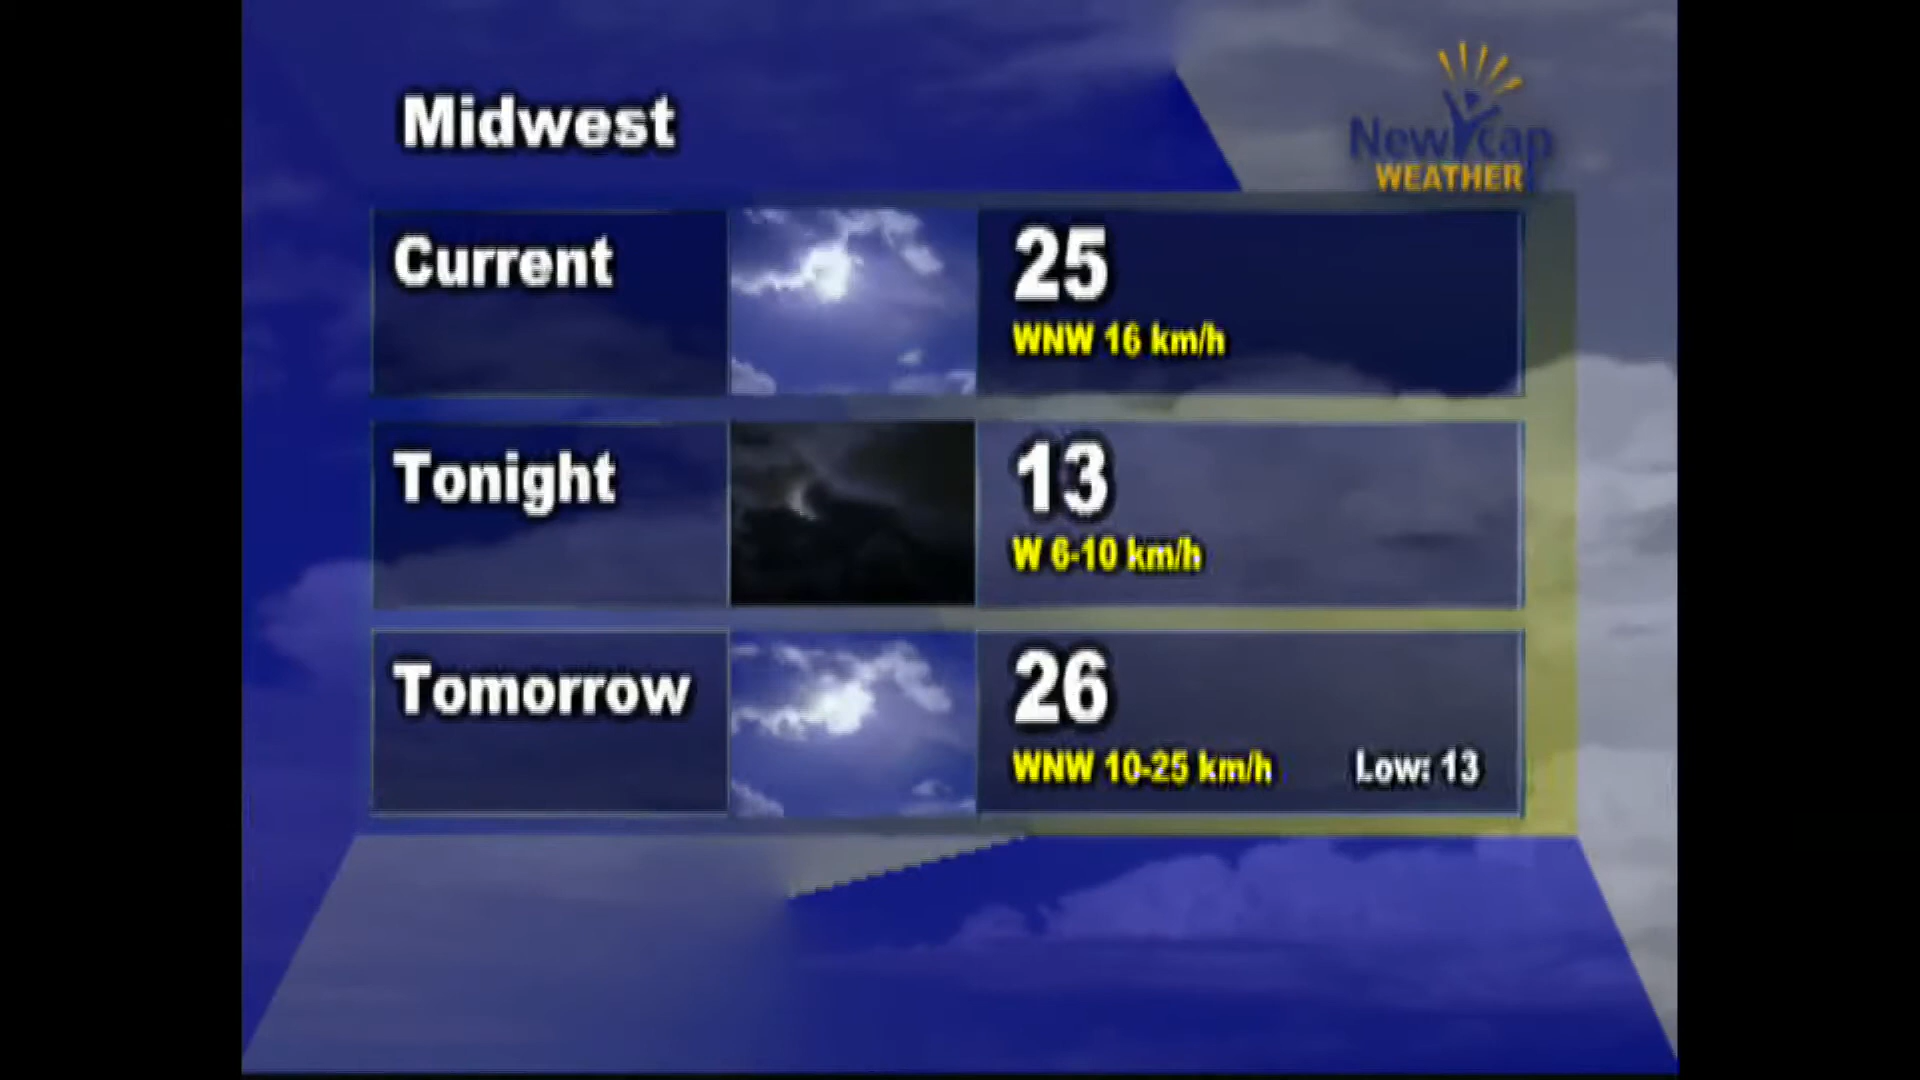 Midwest
Newcap
WEATHER
Current
25
WNW 16 km/h
Tonight
13
W 6-10 km/h
Tomorrow
26
WNW 10-25 km/h
Low: 13